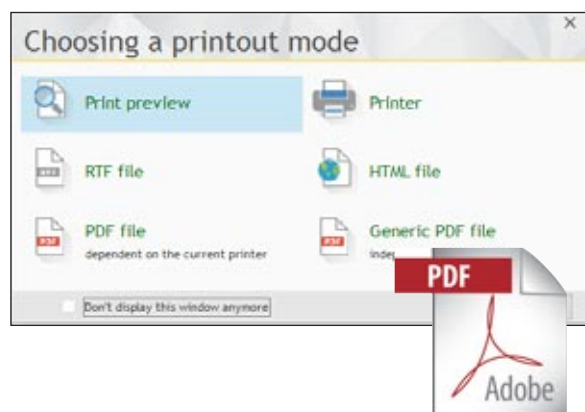 Choosing a printout mode
Print preview
Printer
RTF file
HTML file
PDF file
dependent on the current printer
Generic PDF file
PDF
Don't display this window anymore
Adobe